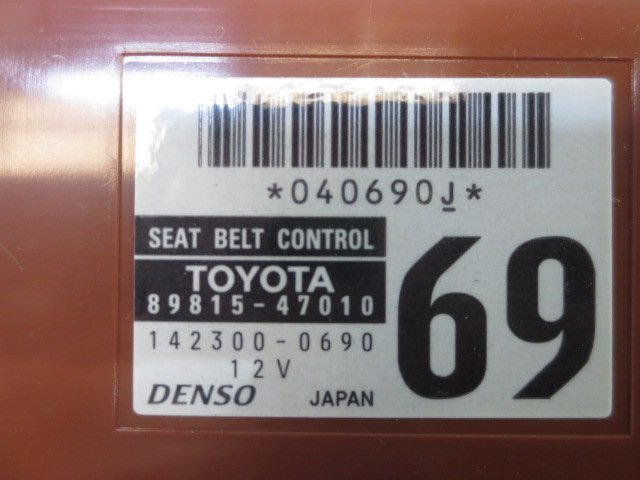 *040690J*
SEAT BELT CONTROL
TOYOTA
89815-47010
142300-0690
12V
DENSO JAPAN
69